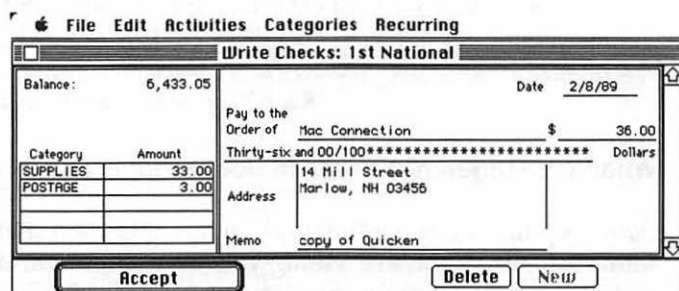 File Edit Activities Categories Recurring
Write Checks: 1st National
Balance: 6,433.05
Date 2/8/89
Pay to the
Order of Mac Connection $ 36.00
Thirty-six and 00/100************************** Dollars
Category Amount
SUPPLIES 33.00
POSTAGE 3.00
Address
14 Mill Street
Marlow, NH 03456
Memo copy of Quicken
Accept Delete New